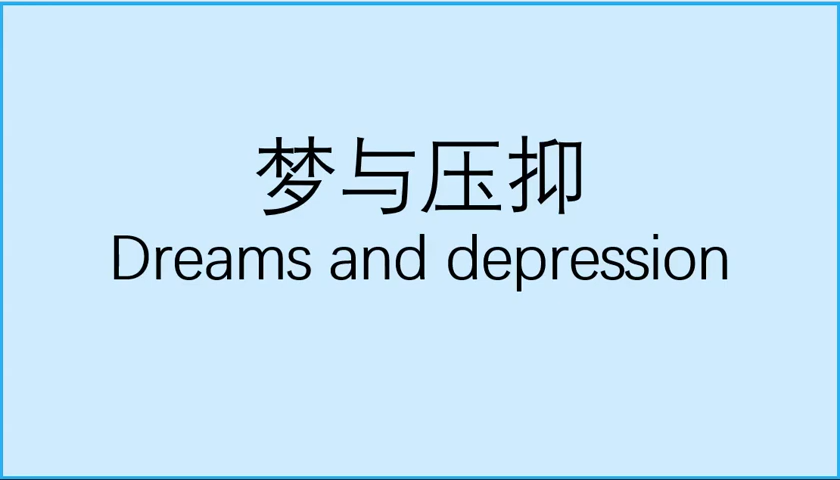 梦与压抑
Dreams and depression